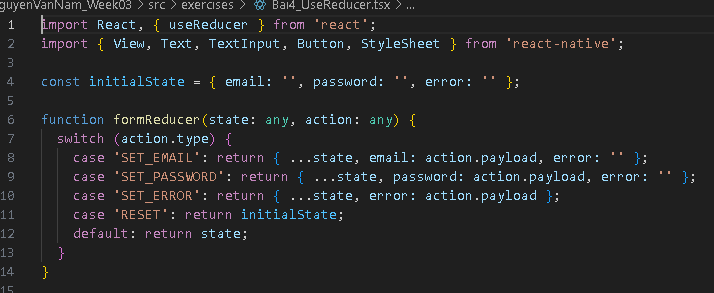 guyenVanNam_Week03 > src > exercises > Bai4_UseReducer.tsx > ...
1 import React, { useReducer } from 'react';
2 import { View, Text, TextInput, Button, StyleSheet } from 'react-native';
3
4 const initialState = { email: '', password: '', error: '' };
5
6 function formReducer(state: any, action: any) {
7   switch (action.type) {
8     case 'SET_EMAIL': return { ...state, email: action.payload, error: '' };
9     case 'SET_PASSWORD': return { ...state, password: action.payload, error: '' };
10     case 'SET_ERROR': return { ...state, error: action.payload };
11     case 'RESET': return initialState;
12     default: return state;
13   }
14 }
15